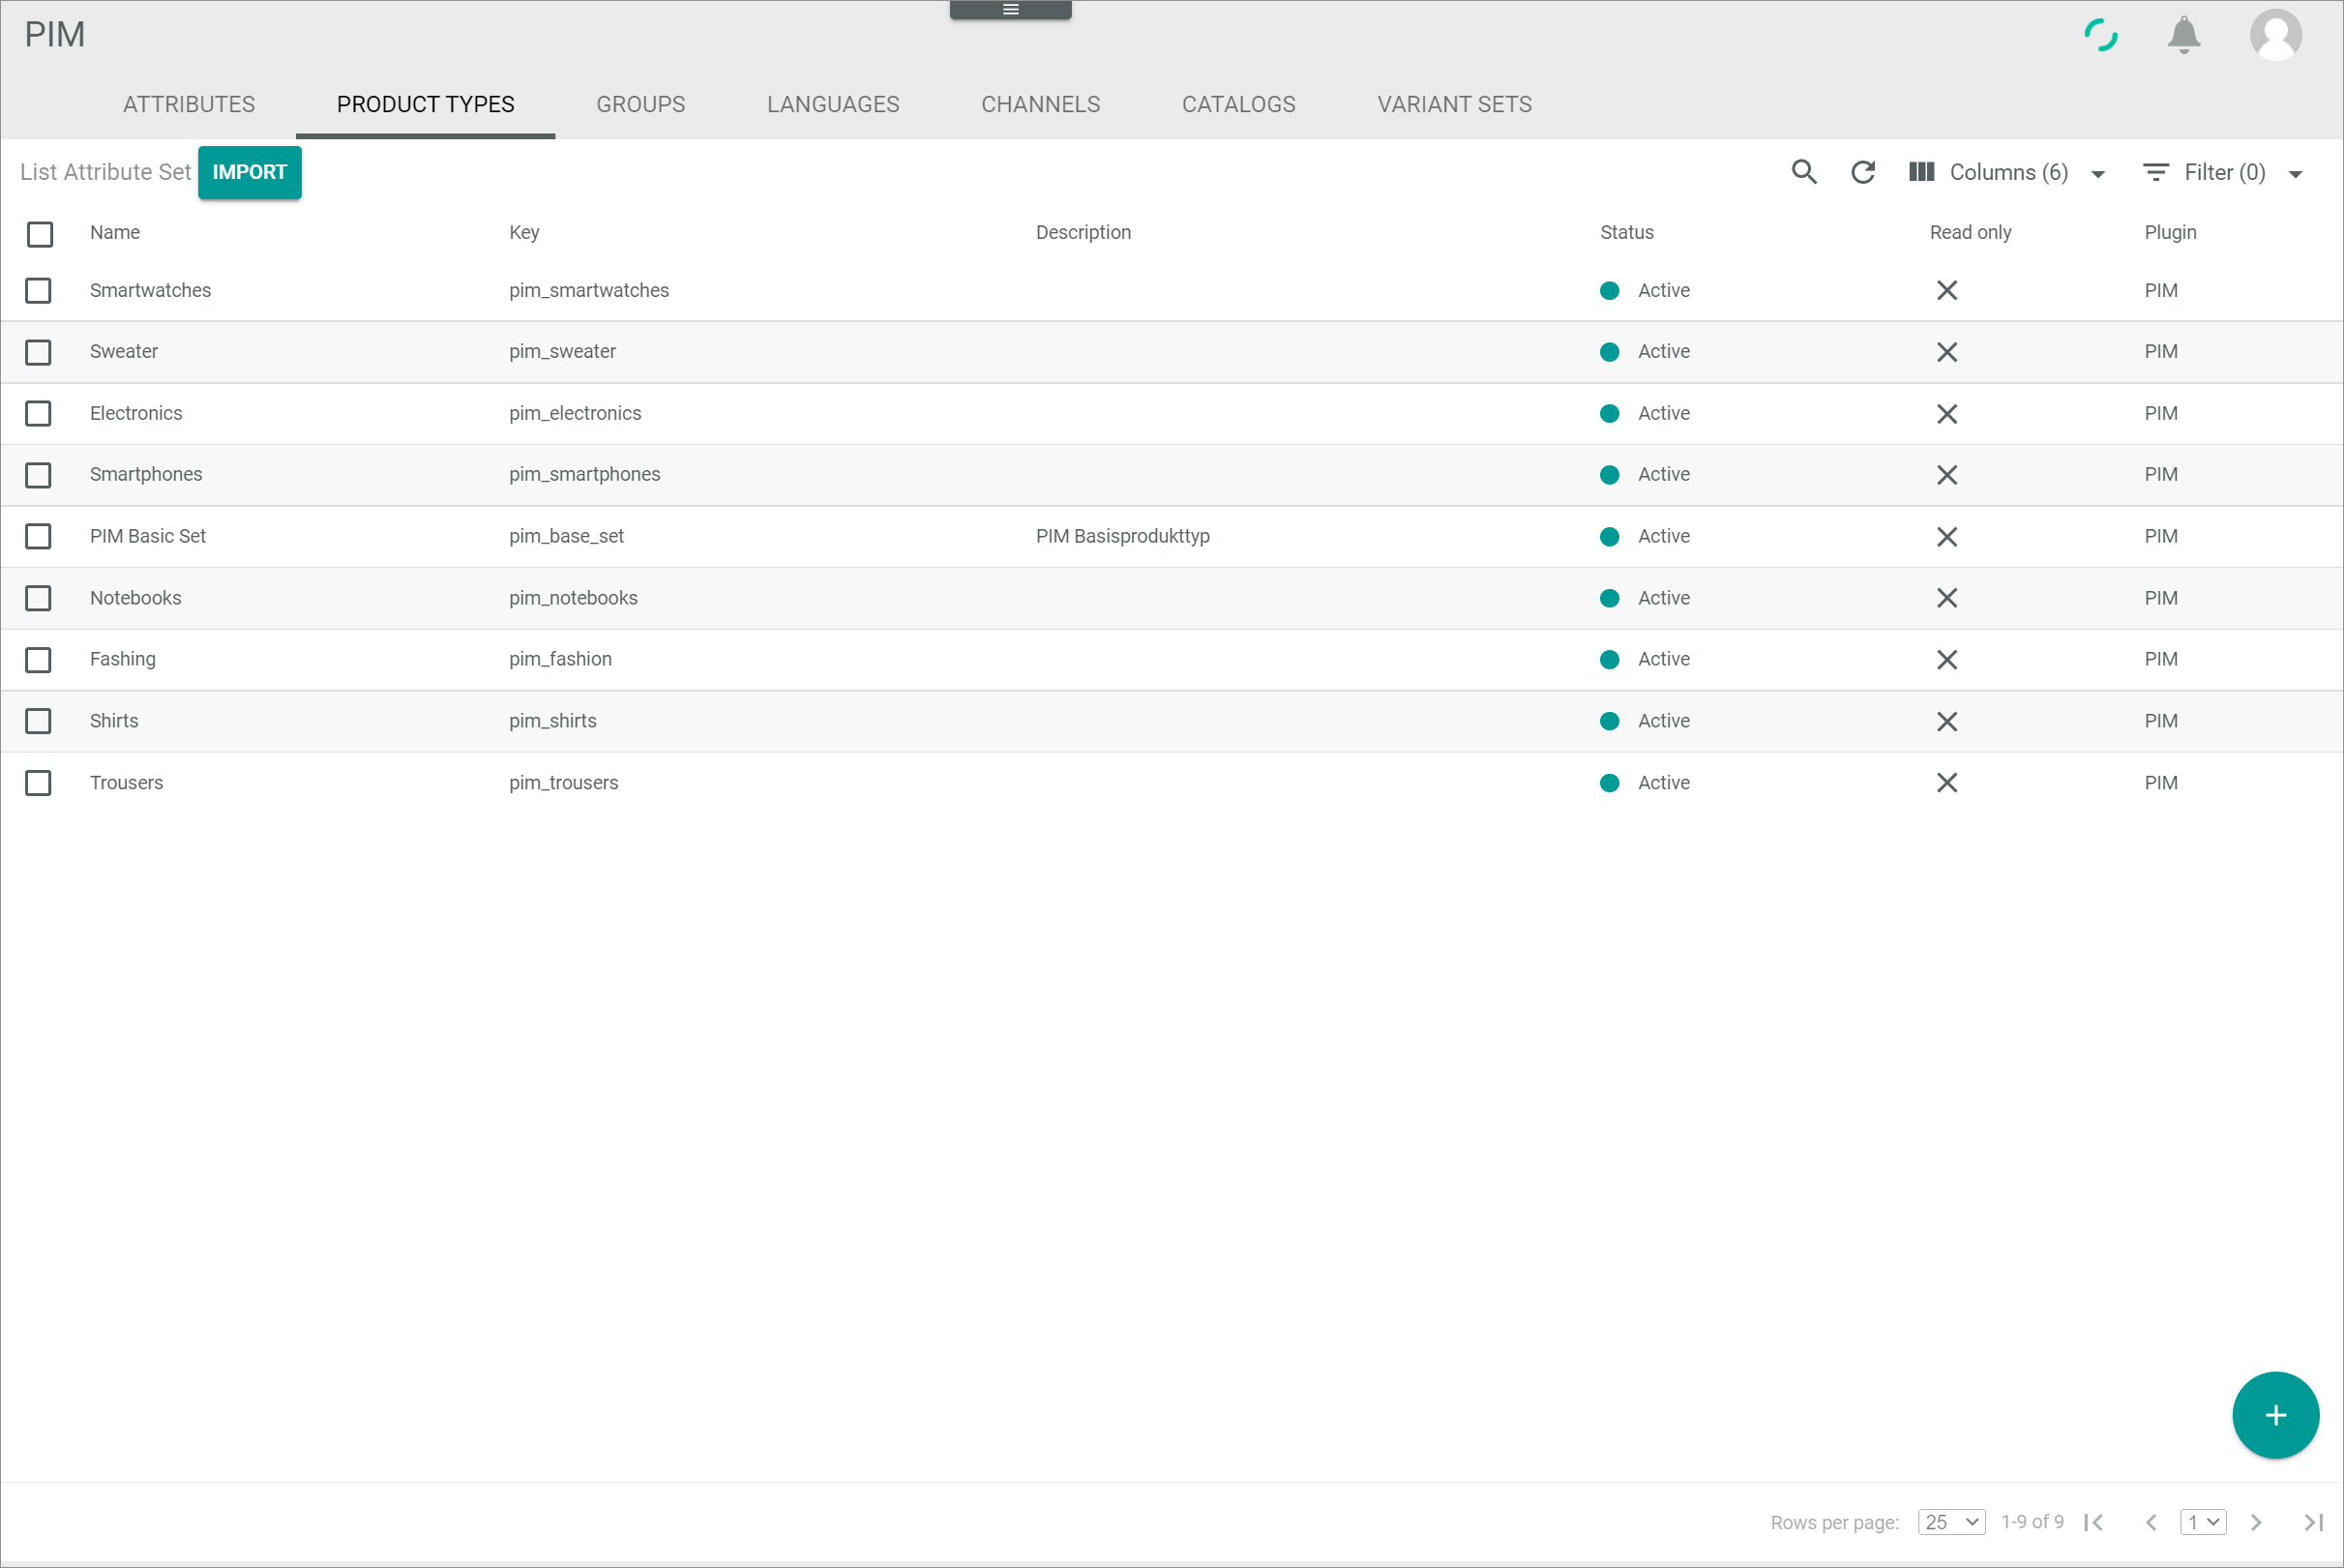 PIM
ATTRIBUTES PRODUCT TYPES GROUPS LANGUAGES CHANNELS CATALOGS VARIANT SETS
List Attribute Set IMPORT Columns (6) Filter (0)
Name Key Description Status Read only Plugin
Smartwatches pim_smartwatches Active PIM
Sweater pim_sweater Active PIM
Electronics pim_electronics Active PIM
Smartphones pim_smartphones Active PIM
PIM Basic Set pim_base_set PIM Basisprodukttyp Active PIM
Notebooks pim_notebooks Active PIM
Fashing pim_fashion Active PIM
Shirts pim_shirts Active PIM
Trousers pim_trousers Active PIM
Rows per page: 25 1-9 of 9 1